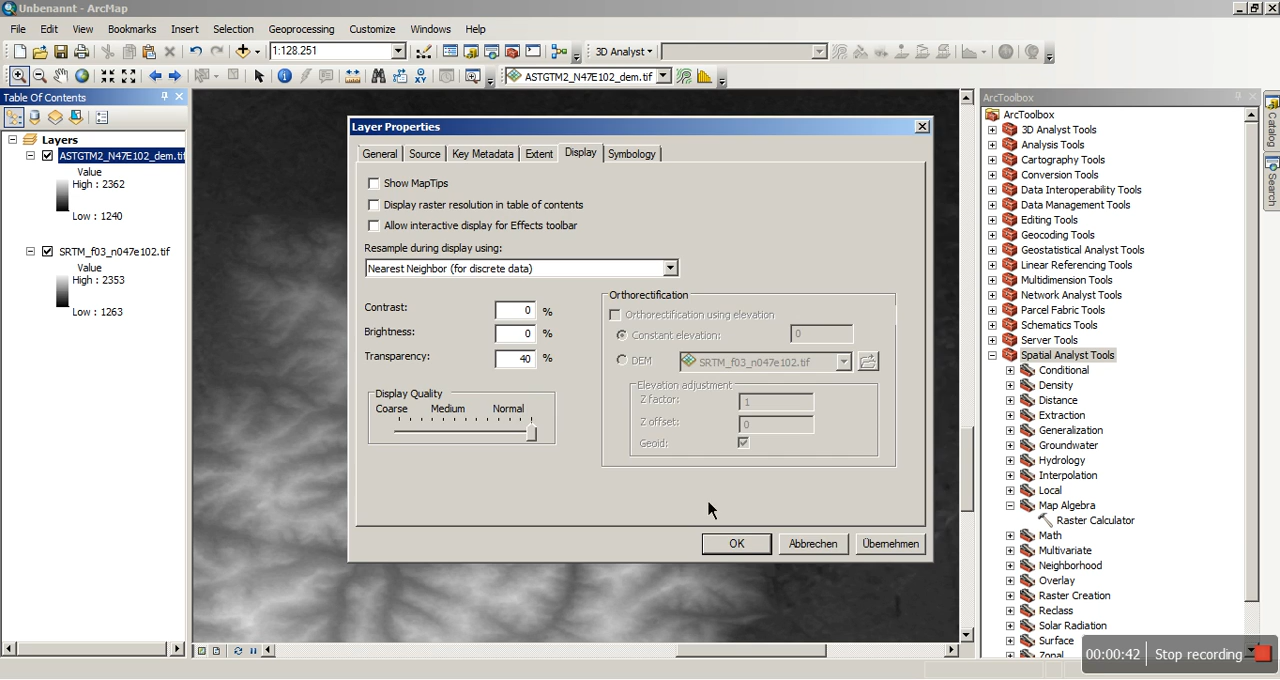 Unbenannt - ArcMap
File Edit View Bookmarks Insert Selection Geoprocessing Customize Windows Help
1:128.251
3D Analyst
ASTGTM2_N47E102_dem.tif
Table Of Contents
Layers
ASTGTM2_N47E102_dem.tif
Value
High : 2362
Low : 1240
SRTM_f03_n047e102.tif
Value
High : 2353
Low : 1263
Layer Properties
General Source Key Metadata Extent Display Symbology
Show MapTips
Display raster resolution in table of contents
Allow interactive display for Effects toolbar
Resample during display using:
Nearest Neighbor (for discrete data)
Contrast: 0 %
Brightness: 0 %
Transparency: 40 %
Display Quality
Coarse Medium Normal
Orthorectification
Orthorectification using elevation
Constant elevation: 0
DEM SRTM_f03_n047e102.tif
Elevation adjustment
Z factor: 1
Z offset: 0
Geoid:
OK Abbrechen Übernehmen
ArcToolbox
ArcToolbox
3D Analyst Tools
Analysis Tools
Cartography Tools
Conversion Tools
Data Interoperability Tools
Data Management Tools
Editing Tools
Geocoding Tools
Geostatistical Analyst Tools
Linear Referencing Tools
Multidimension Tools
Network Analyst Tools
Parcel Fabric Tools
Schematics Tools
Server Tools
Spatial Analyst Tools
Conditional
Density
Distance
Extraction
Generalization
Groundwater
Hydrology
Interpolation
Local
Map Algebra
Raster Calculator
Math
Multivariate
Neighborhood
Overlay
Raster Creation
Reclass
Solar Radiation
Surface
Zonal
Catalog
Search
00:00:42 Stop recording